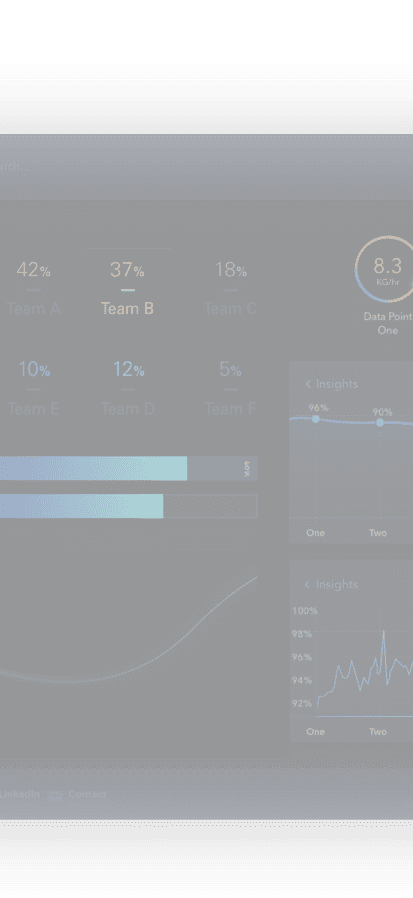 42% 37% 18%
Team A Team B Team C
10% 12% 5%
Team E Team D Team F
8.3
KG/hr
Data Point
One
Insights
96% 90%
One Two
Insights
100%
98%
96%
94%
92%
One Two
LinkedIn Contact